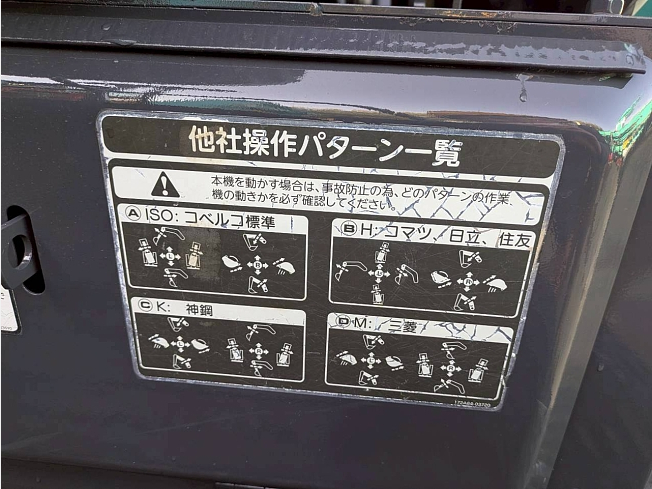 他社操作パターン一覧
本機を動かす場合は、事故防止の為、どのパターンの作業
機の動きかを必ず確認してください。
Ⓐ ISO: コベルコ標準
Ⓑ H: コマツ、日立、住友
Ⓒ K: 神鋼
Ⓓ M: 三菱